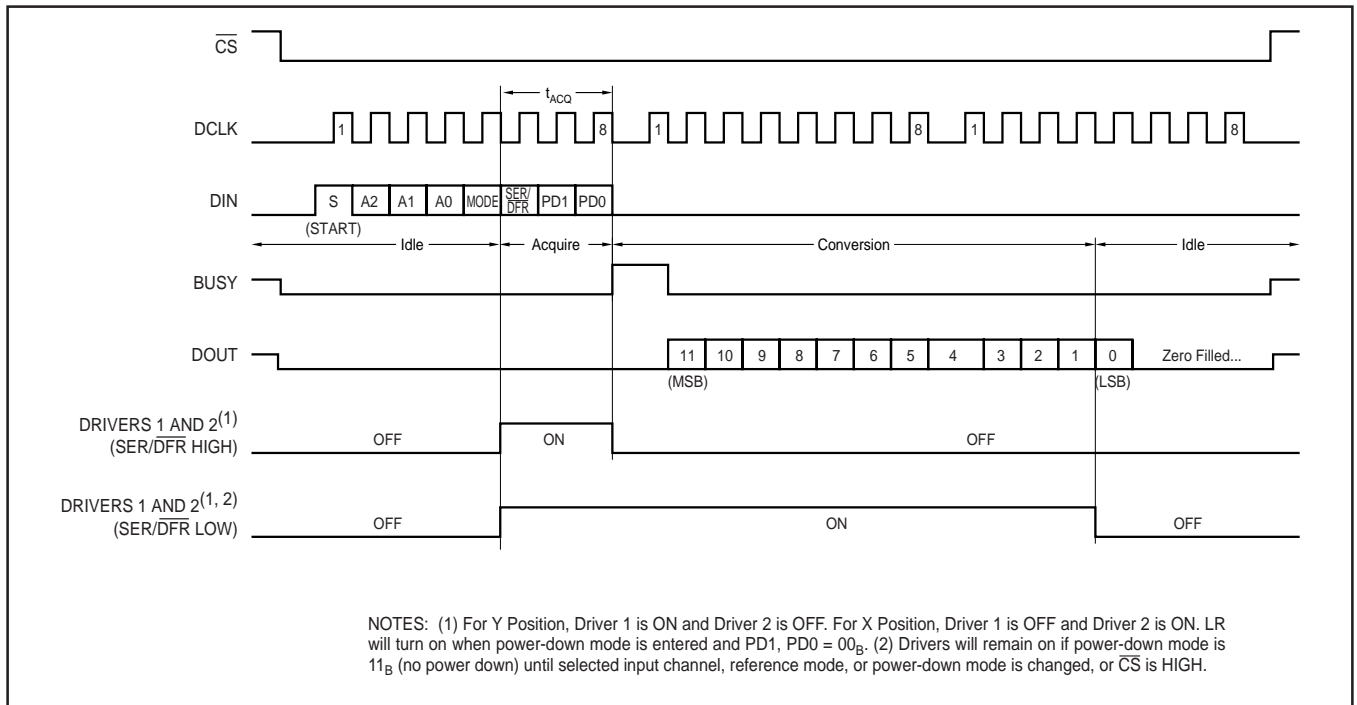 CS
tACQ
DCLK 1 8 1 8 1 8
DIN S A2 A1 A0 MODE SER/DFR PD1 PD0
(START)
Idle Acquire Conversion Idle
BUSY
DOUT 11 10 9 8 7 6 5 4 3 2 1 0 Zero Filled...
(MSB) (LSB)
DRIVERS 1 AND 2(1)
(SER/DFR HIGH) OFF ON OFF
DRIVERS 1 AND 2(1, 2)
(SER/DFR LOW) OFF ON OFF
NOTES: (1) For Y Position, Driver 1 is ON and Driver 2 is OFF. For X Position, Driver 1 is OFF and Driver 2 is ON. LR
will turn on when power-down mode is entered and PD1, PD0 = 00B. (2) Drivers will remain on if power-down mode is
11B (no power down) until selected input channel, reference mode, or power-down mode is changed, or CS is HIGH.